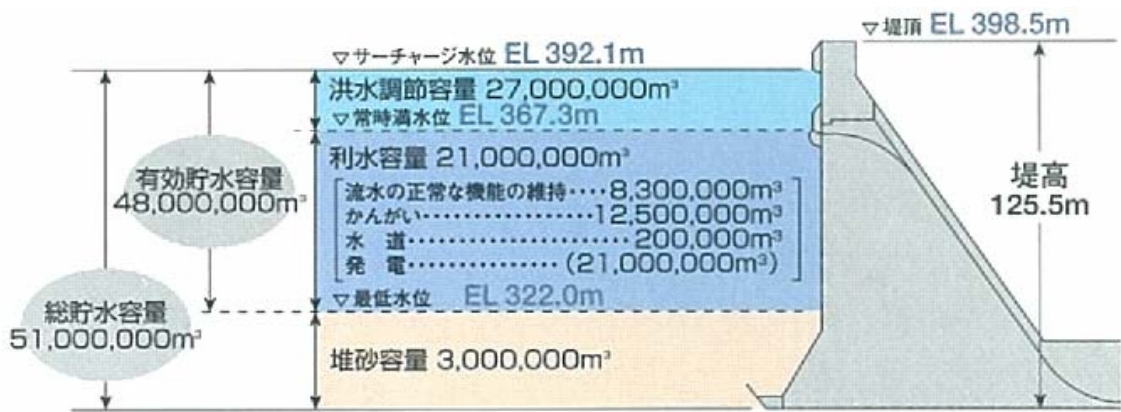 ▽堤頂 EL 398.5m
▽サーチャージ水位 EL 392.1m
洪水調節容量 27,000,000m³
▽常時満水位 EL 367.3m
利水容量 21,000,000m³
流水の正常な機能の維持････8,300,000m³
かんがい･････････････････12,500,000m³
水　道･･････････････････････200,000m³
発　電･･･････････････(21,000,000m³)
▽最低水位　EL 322.0m
堆砂容量 3,000,000m³
有効貯水容量
48,000,000m³
総貯水容量
51,000,000m³
堤高
125.5m